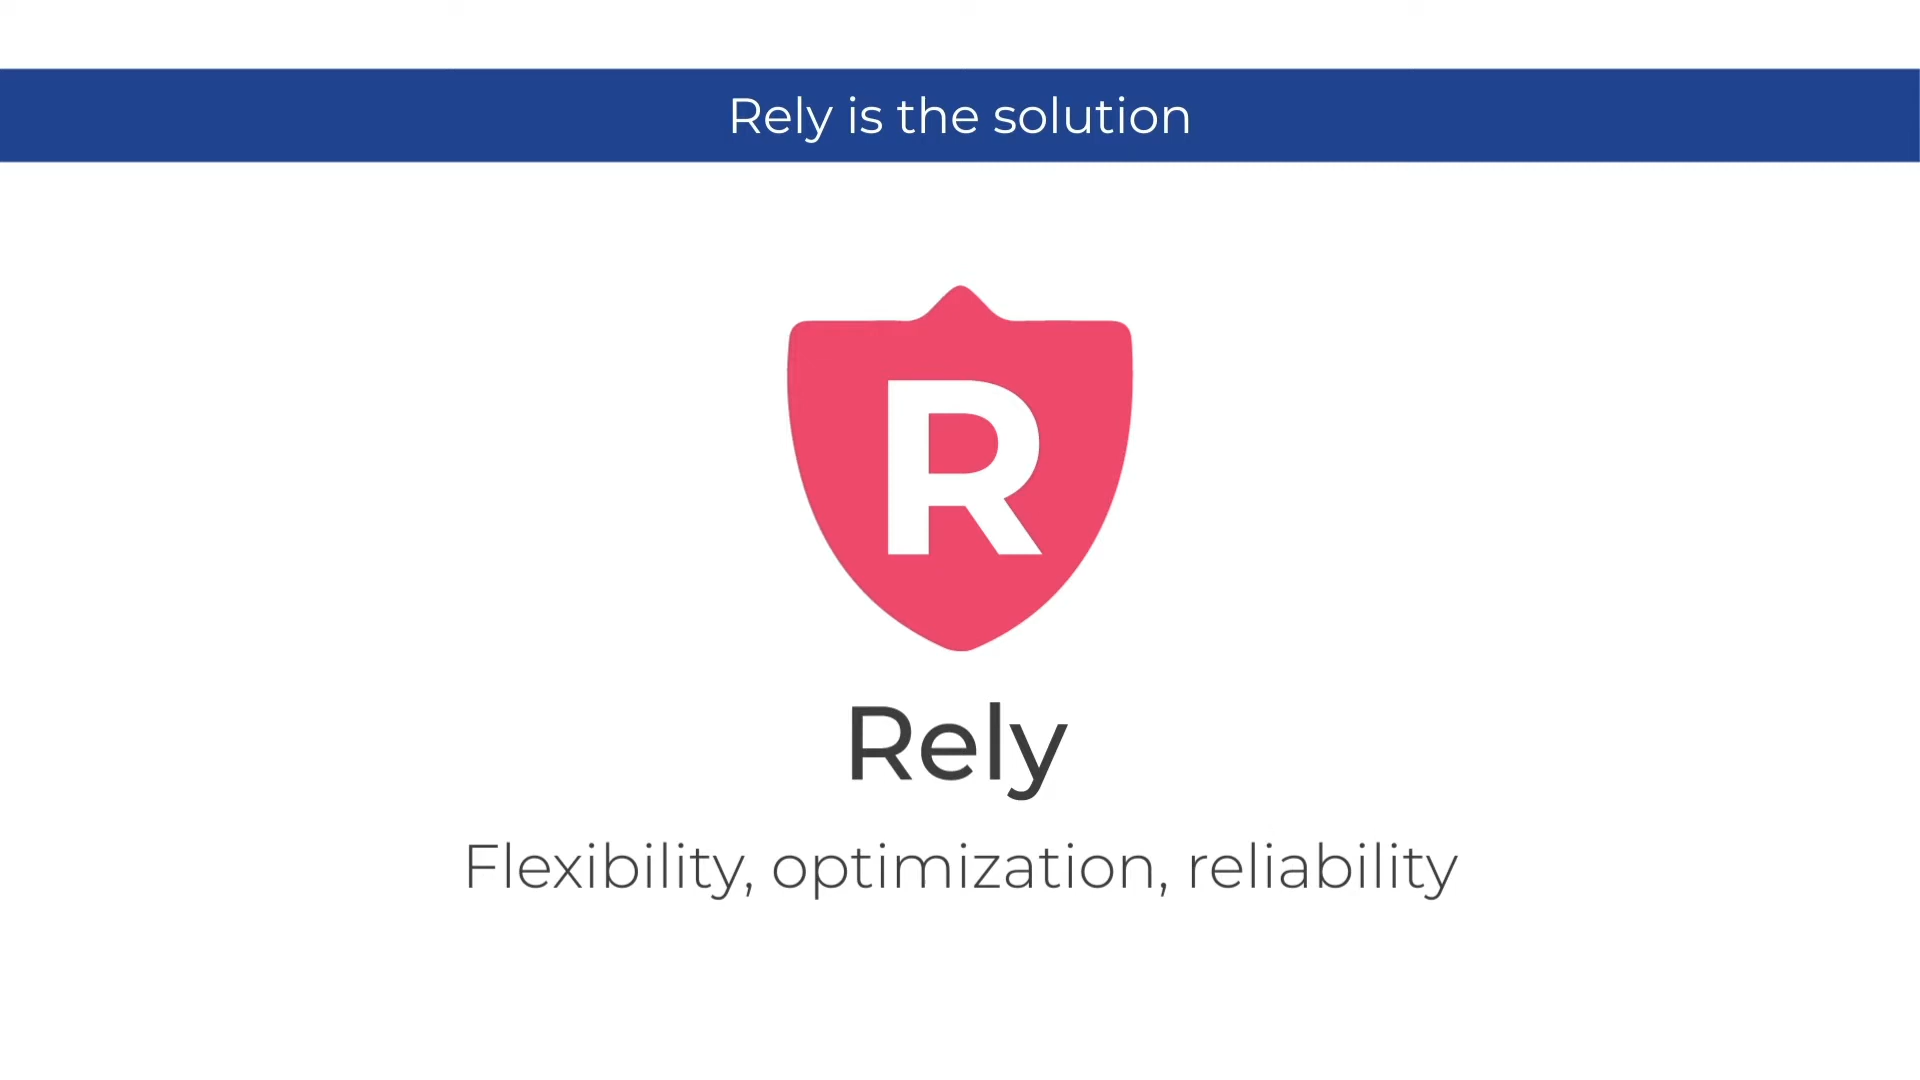 Rely is the solution
R
Rely
Flexibility, optimization, reliability